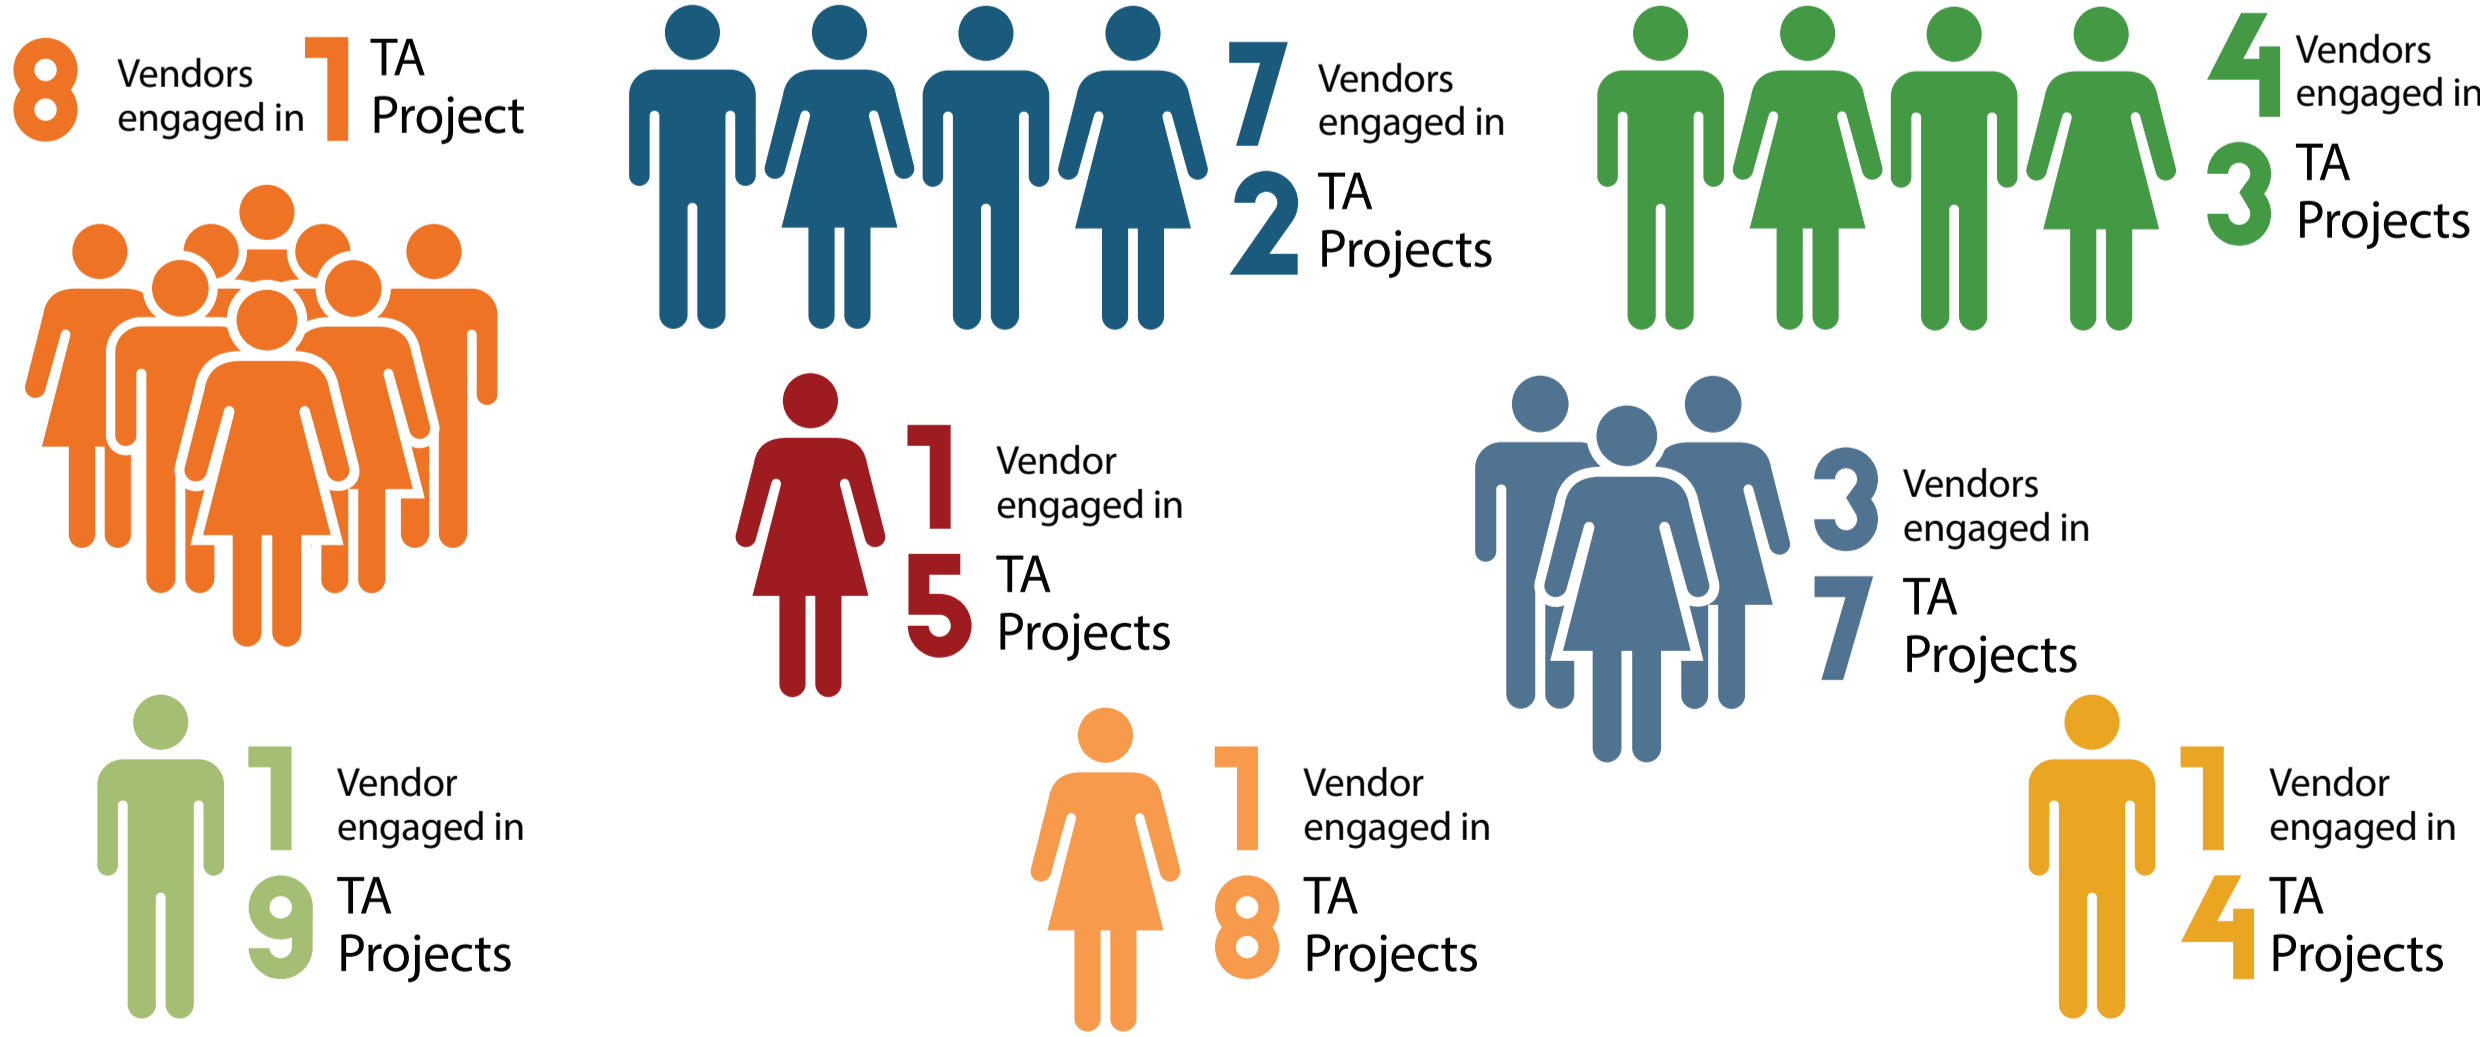 8 Vendors engaged in 1 TA Project
7 Vendors
engaged in
2 TA
Projects
4 Vendors
engaged in
3 TA
Projects
1 Vendor
engaged in
5 TA
Projects
3 Vendors
engaged in
7 TA
Projects
1 Vendor
engaged in
9 TA
Projects
1 Vendor
engaged in
8 TA
Projects
1 Vendor
engaged in
4 TA
Projects